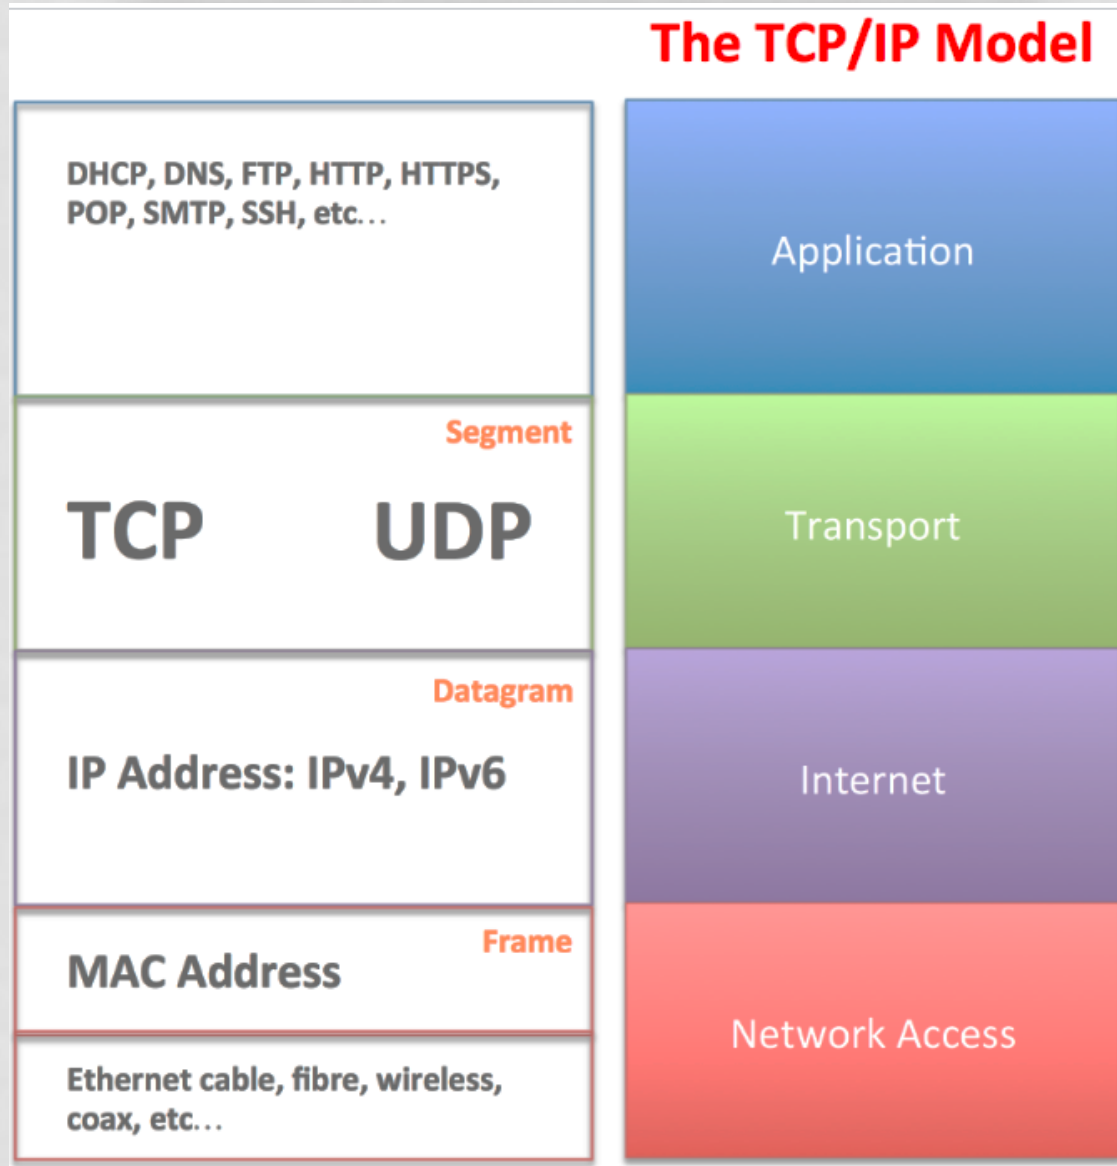 The TCP/IP Model
DHCP, DNS, FTP, HTTP, HTTPS,
POP, SMTP, SSH, etc…
Application
Segment
TCP UDP
Transport
Datagram
IP Address: IPv4, IPv6
Internet
Frame
MAC Address
Network Access
Ethernet cable, fibre, wireless,
coax, etc…